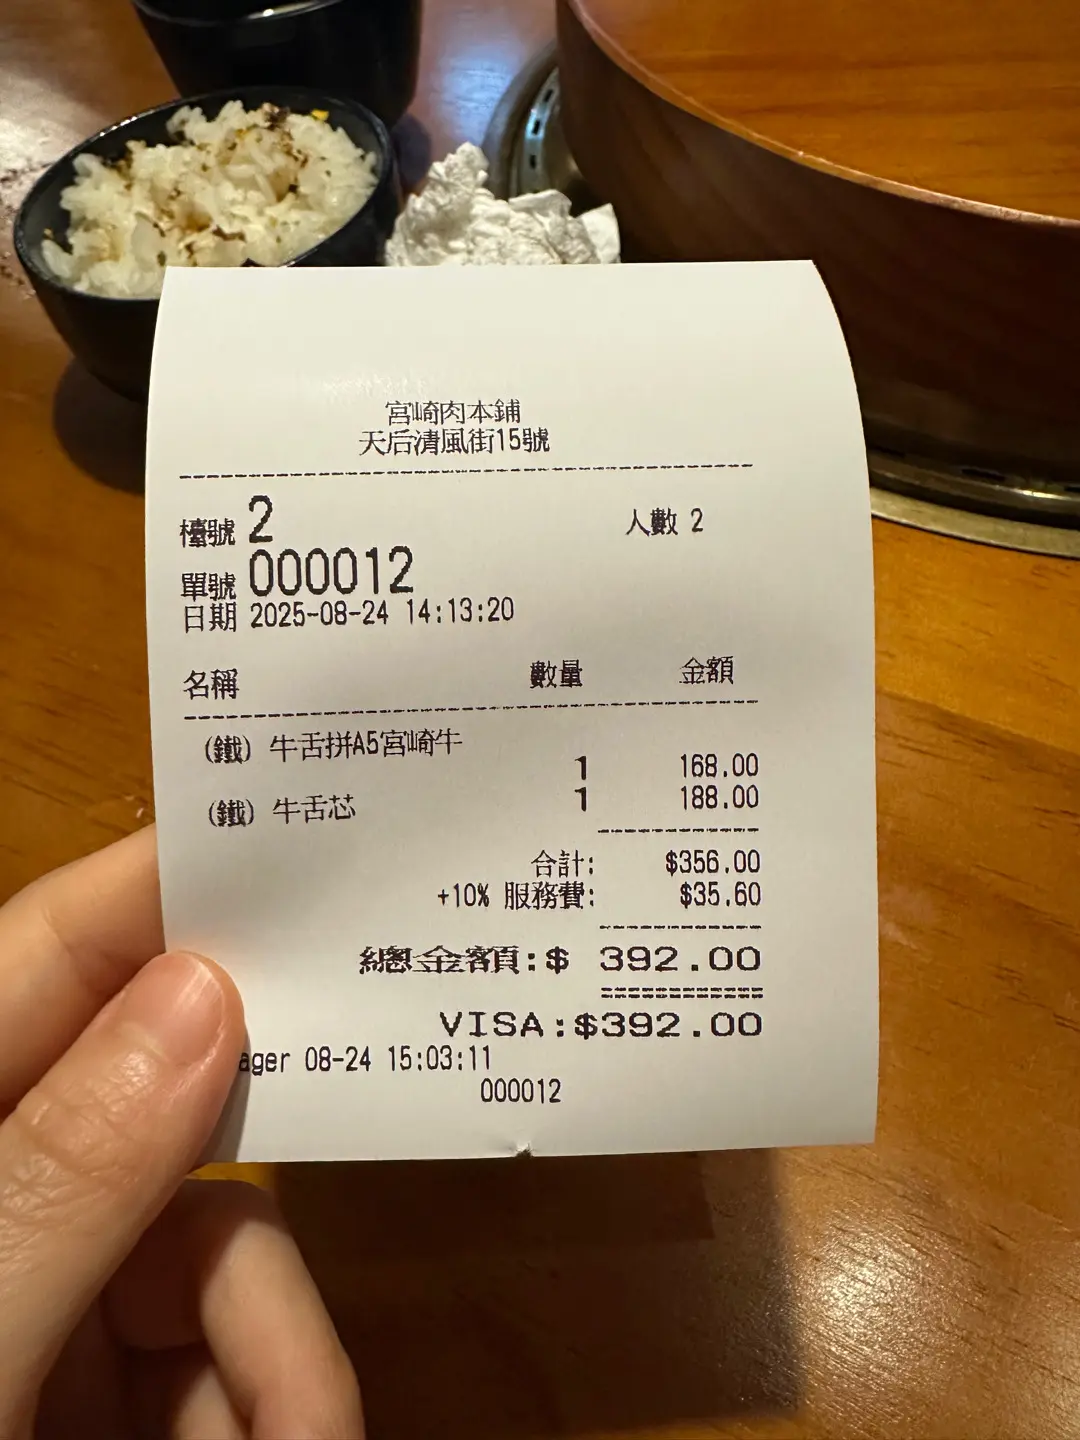 宮崎肉本鋪
天后清風街15號
檯號 2 人數 2
單號 000012
日期 2025-08-24 14:13:20
名稱 數量 金額
(鐵) 牛舌拼A5宮崎牛
1 168.00
(鐵) 牛舌芯 1 188.00
合計: $356.00
+10% 服務費: $35.60
總金額:$ 392.00
VISA:$392.00
08-24 15:03:11
000012